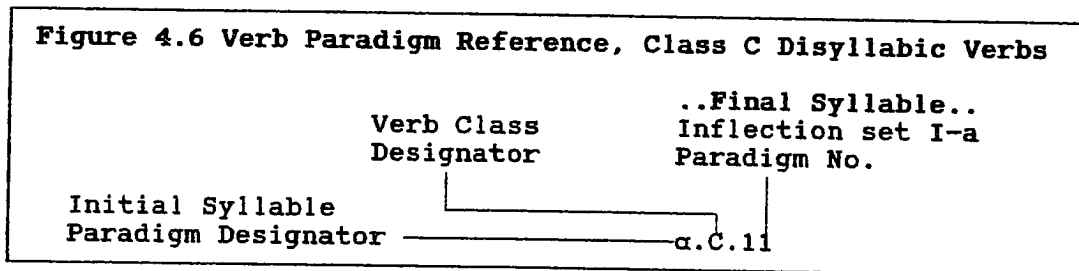 Figure 4.6 Verb Paradigm Reference, Class C Disyllabic Verbs
..Final Syllable..
Verb Class Inflection set I-a
Designator Paradigm No.
Initial Syllable
Paradigm Designator α.C.11